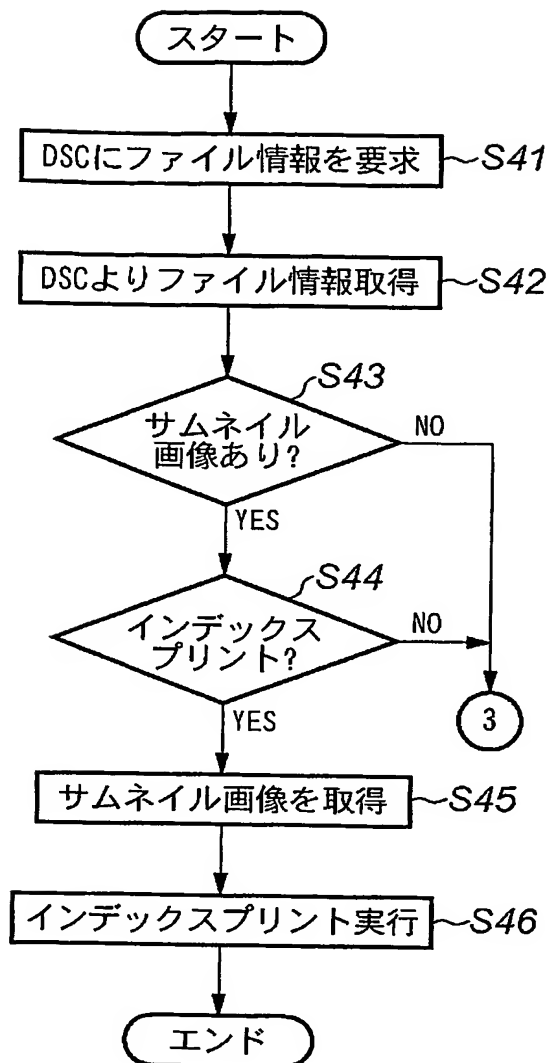 スタート
DSCにファイル情報を要求
S41
DSCよりファイル情報取得
S42
S43
サムネイル
画像あり?
NO
YES
S44
インデックス
プリント?
NO
3
YES
サムネイル画像を取得
S45
インデックスプリント実行
S46
エンド